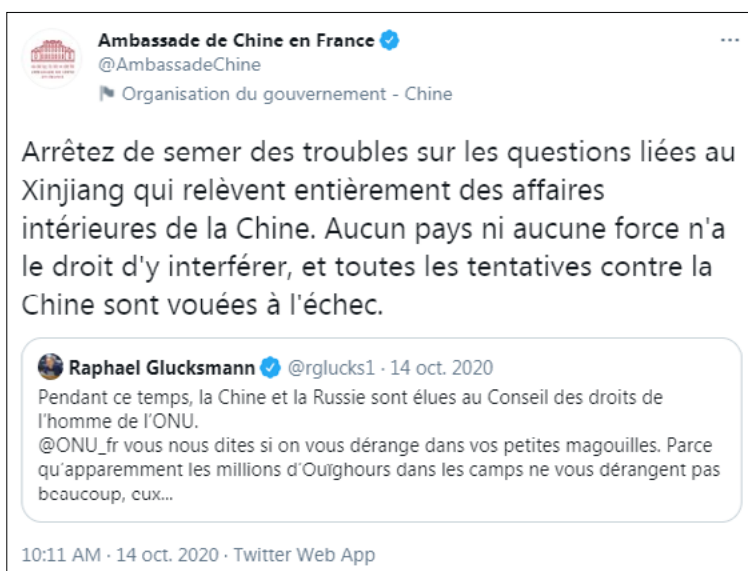 Ambassade de Chine en France
@AmbassadeChine
Organisation du gouvernement - Chine
Arrêtez de semer des troubles sur les questions liées au
Xinjiang qui relèvent entièrement des affaires
intérieures de la Chine. Aucun pays ni aucune force n'a
le droit d'y interférer, et toutes les tentatives contre la
Chine sont vouées à l'échec.
Raphael Glucksmann @rglucks1 · 14 oct. 2020
Pendant ce temps, la Chine et la Russie sont élues au Conseil des droits de
l'homme de l'ONU.
@ONU_fr vous nous dites si on vous dérange dans vos petites magouilles. Parce
qu'apparemment les millions d'Ouïghours dans les camps ne vous dérangent pas
beaucoup, eux...
10:11 AM · 14 oct. 2020 · Twitter Web App